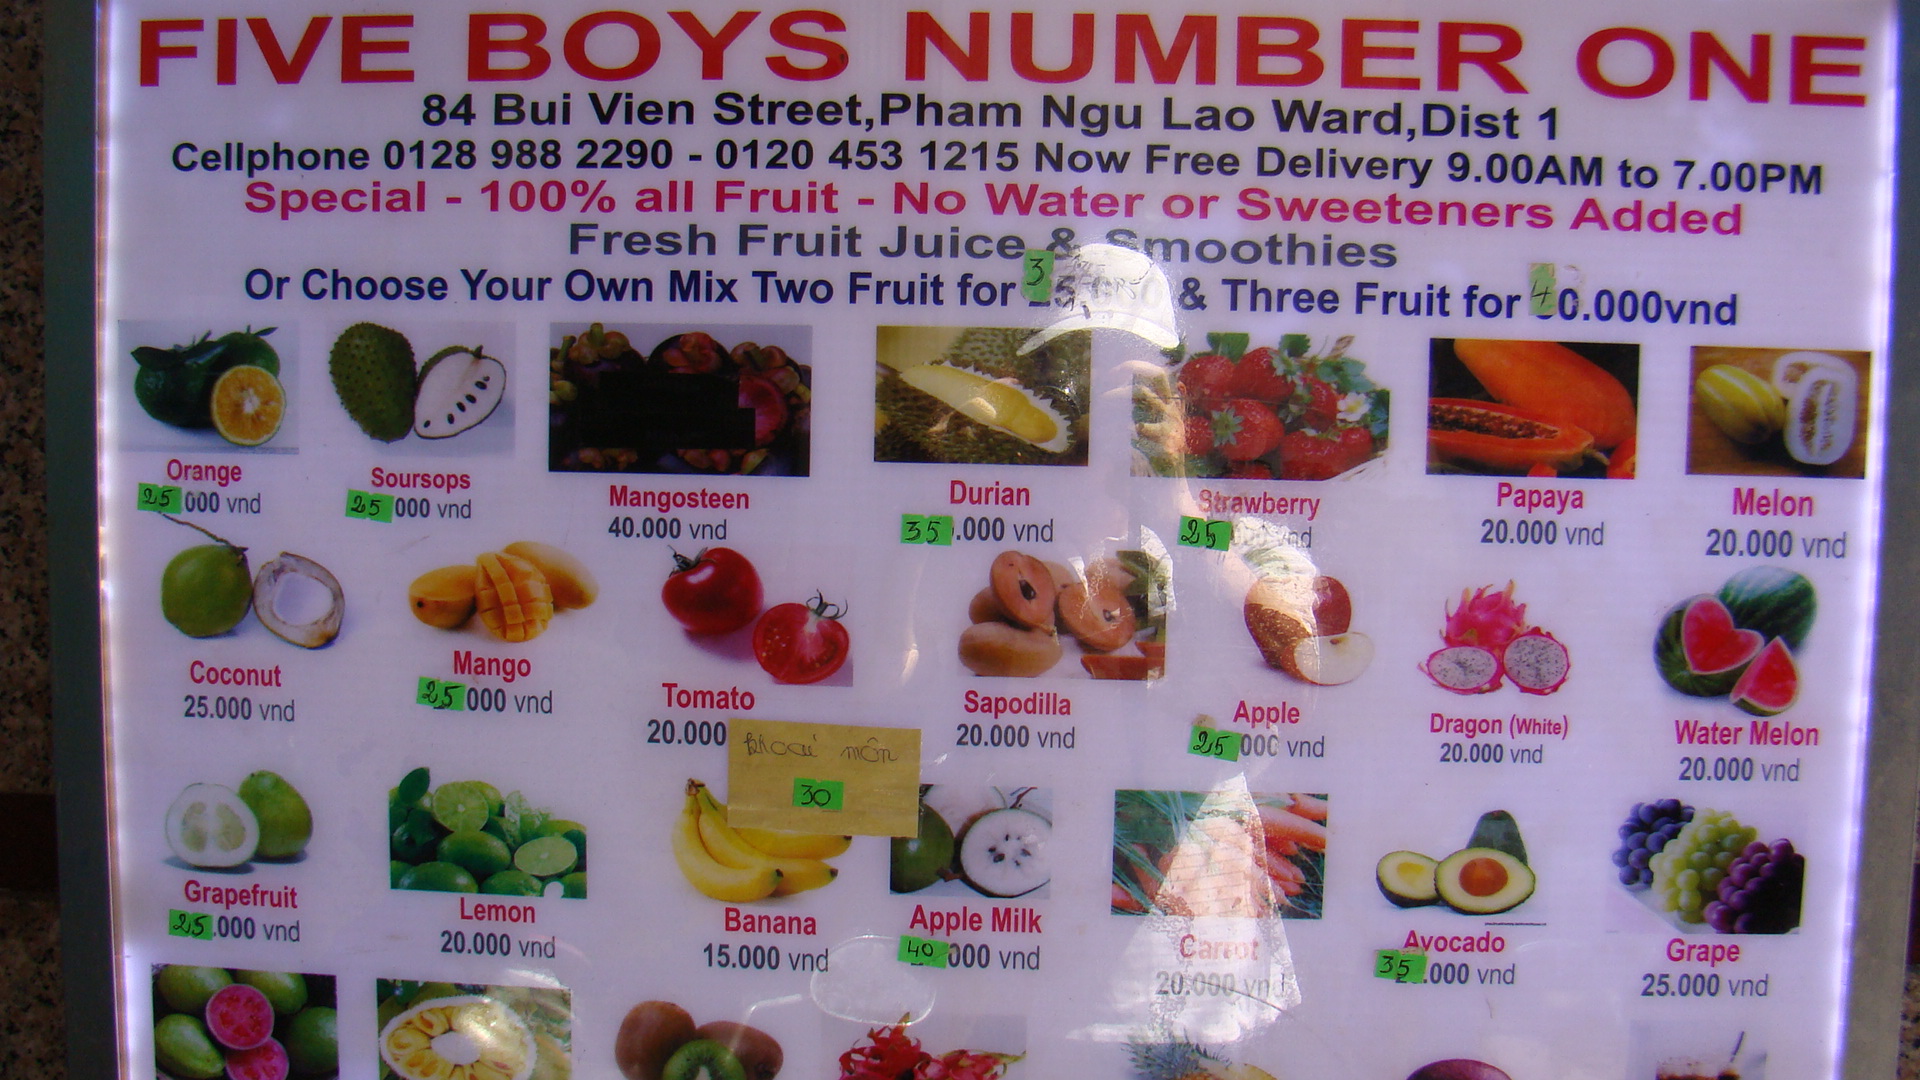 FIVE BOYS NUMBER ONE
84 Bui Vien Street,Pham Ngu Lao Ward,Dist 1
Cellphone 0128 988 2290 - 0120 453 1215 Now Free Delivery 9.00AM to 7.00PM
Special - 100% all Fruit - No Water or Sweeteners Added
Fresh Fruit Juice & Smoothies
Or Choose Your Own Mix Two Fruit for 3 & Three Fruit for 40.000vnd
Orange
25 000 vnd
Soursops
25 000 vnd
Mangosteen
40.000 vnd
Durian
35 .000 vnd
Strawberry
25 000 vnd
Papaya
20.000 vnd
Melon
20.000 vnd
Coconut
25.000 vnd
Mango
25 000 vnd
Tomato
20.000
Sapodilla
20.000 vnd
Apple
25 000 vnd
Dragon (White)
20.000 vnd
Water Melon
20.000 vnd
khoai môn
30
Grapefruit
25 .000 vnd
Lemon
20.000 vnd
Banana
15.000 vnd
Apple Milk
40 000 vnd
Carrot
20.000 vnd
Avocado
35 .000 vnd
Grape
25.000 vnd